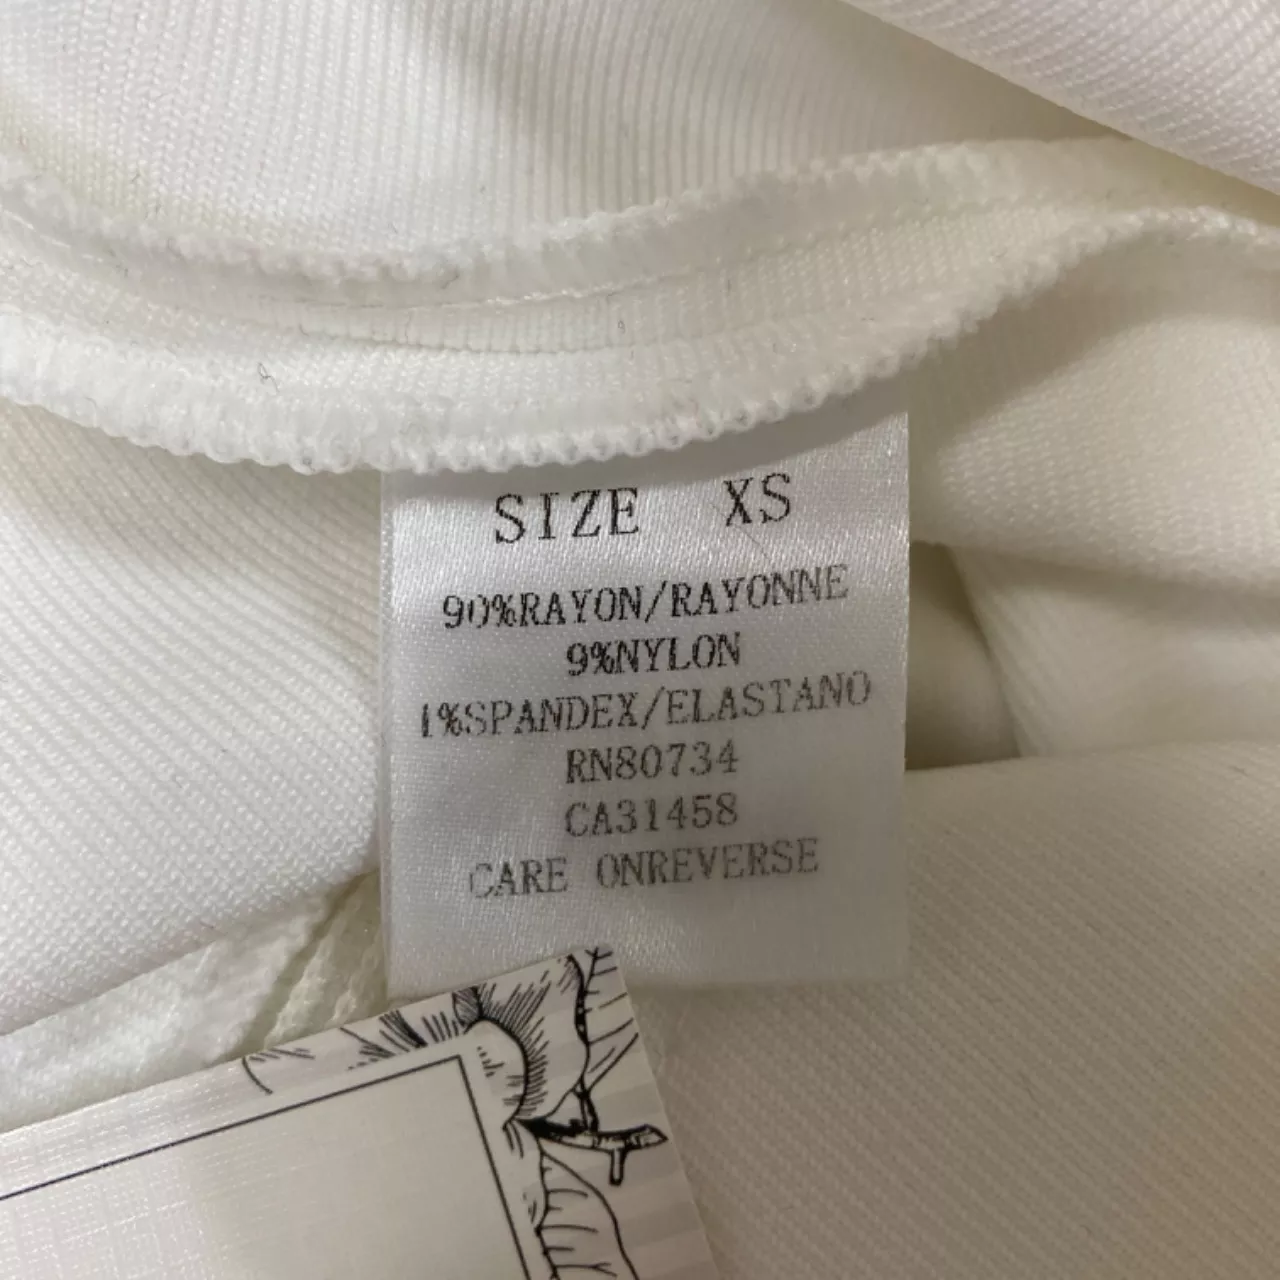 SIZE XS
90%RAYON/RAYONNE
9%NYLON
1%SPANDEX/ELASTANO
RN80734
CA31458
CARE ONREVERSE